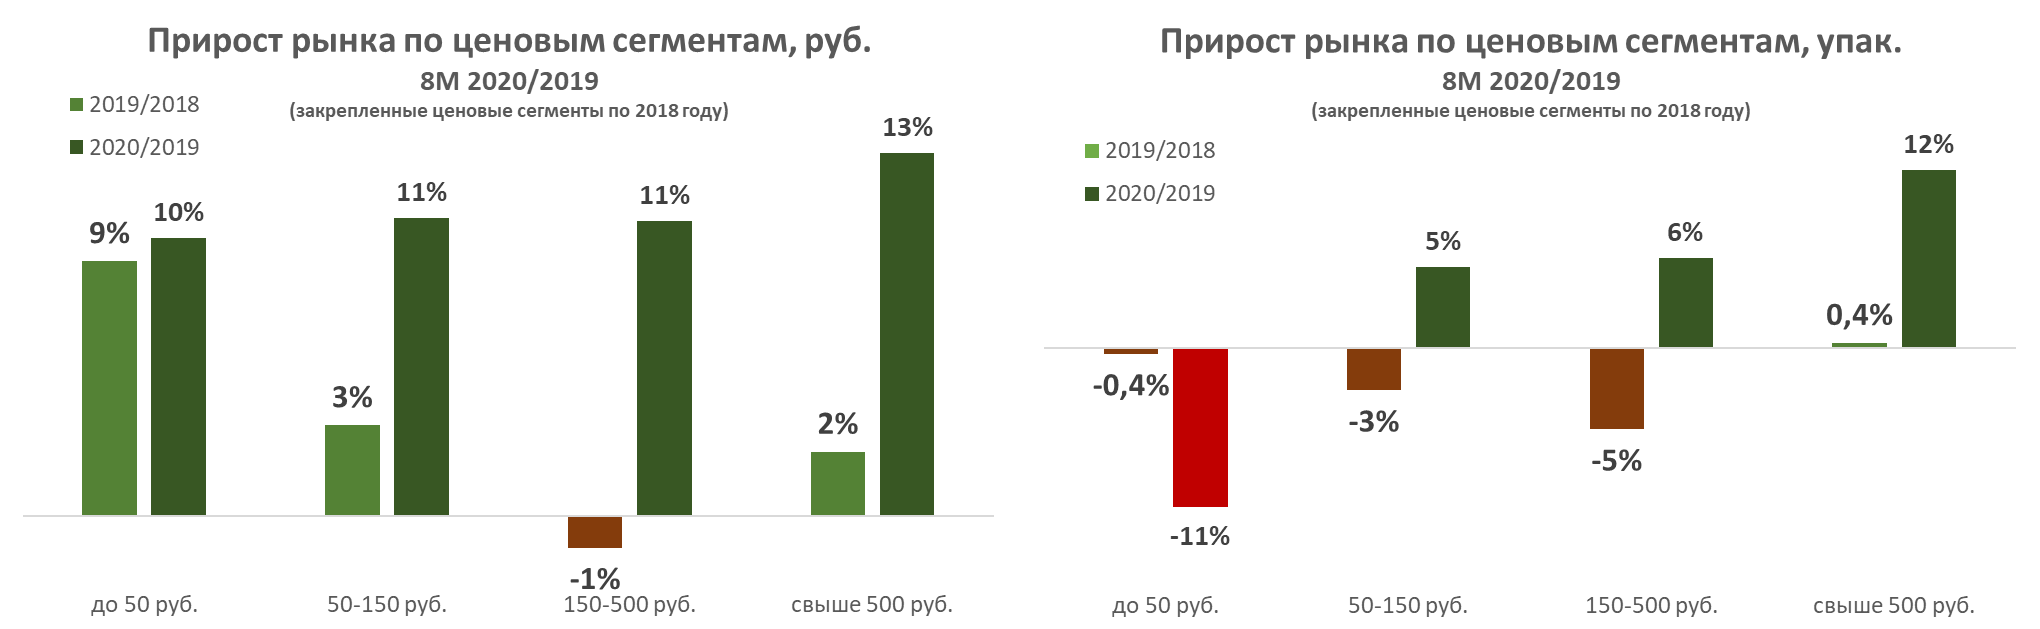 Прирост рынка по ценовым сегментам, руб.
8М 2020/2019
(закрепленные ценовые сегменты по 2018 году)
2019/2018
2020/2019
9%
10%
3%
11%
-1%
11%
2%
13%
до 50 руб.
50-150 руб.
150-500 руб.
свыше 500 руб.
Прирост рынка по ценовым сегментам, упак.
8М 2020/2019
(закрепленные ценовые сегменты по 2018 году)
2019/2018
2020/2019
-0,4%
-11%
-3%
5%
-5%
6%
0,4%
12%
до 50 руб.
50-150 руб.
150-500 руб.
свыше 500 руб.